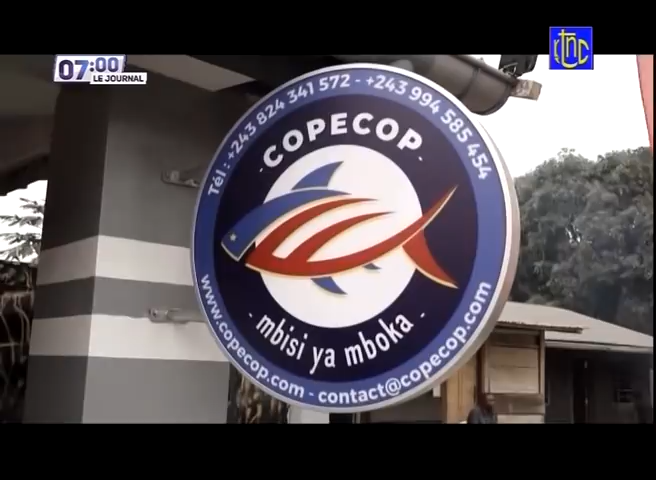 07:00
LE JOURNAL
rtnc
Tél : +243 824 341 572 - +243 994 585 454
· COPECOP ·
- mbisi ya mboka -
www.copecop.com - contact@copecop.com